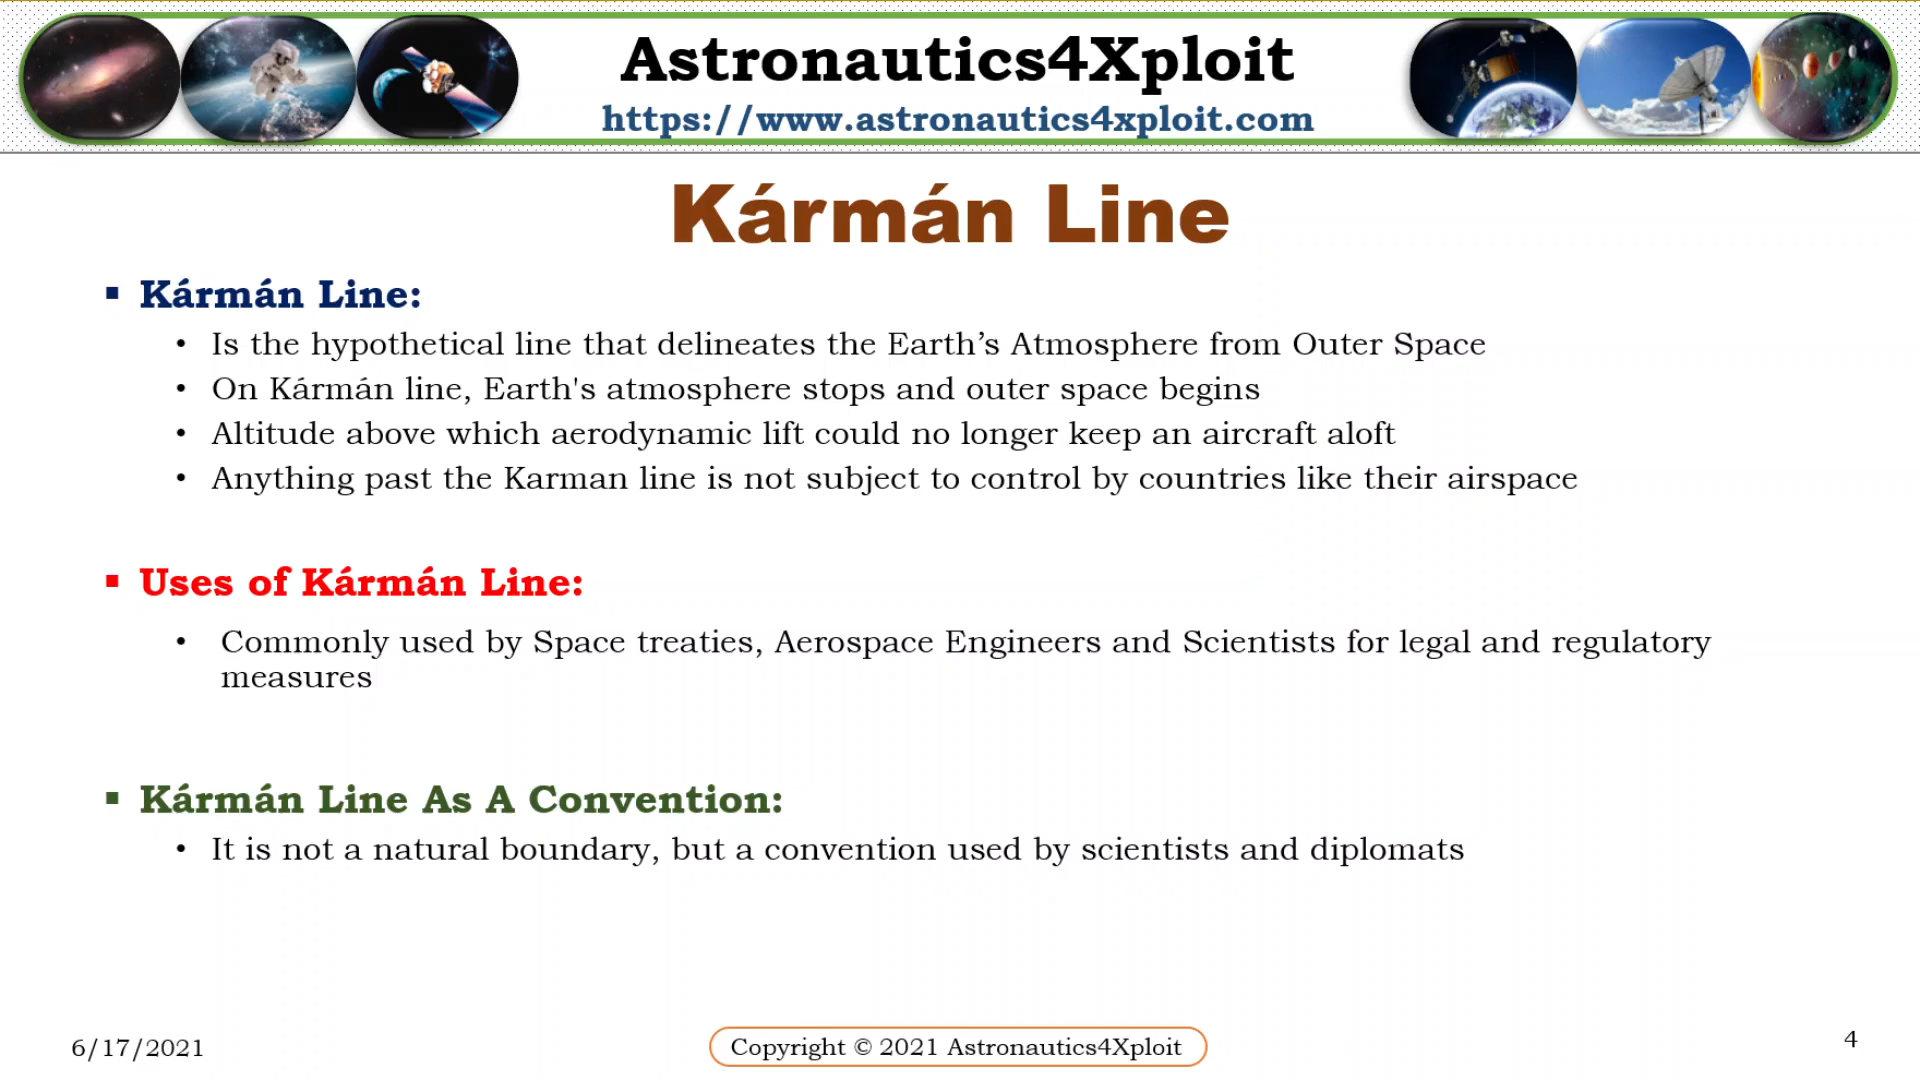 Astronautics4Xploit
https://www.astronautics4xploit.com
Kármán Line
▪ Kármán Line:
• Is the hypothetical line that delineates the Earth’s Atmosphere from Outer Space
• On Kármán line, Earth's atmosphere stops and outer space begins
• Altitude above which aerodynamic lift could no longer keep an aircraft aloft
• Anything past the Karman line is not subject to control by countries like their airspace
▪ Uses of Kármán Line:
• Commonly used by Space treaties, Aerospace Engineers and Scientists for legal and regulatory
measures
▪ Kármán Line As A Convention:
• It is not a natural boundary, but a convention used by scientists and diplomats
6/17/2021
Copyright © 2021 Astronautics4Xploit
4